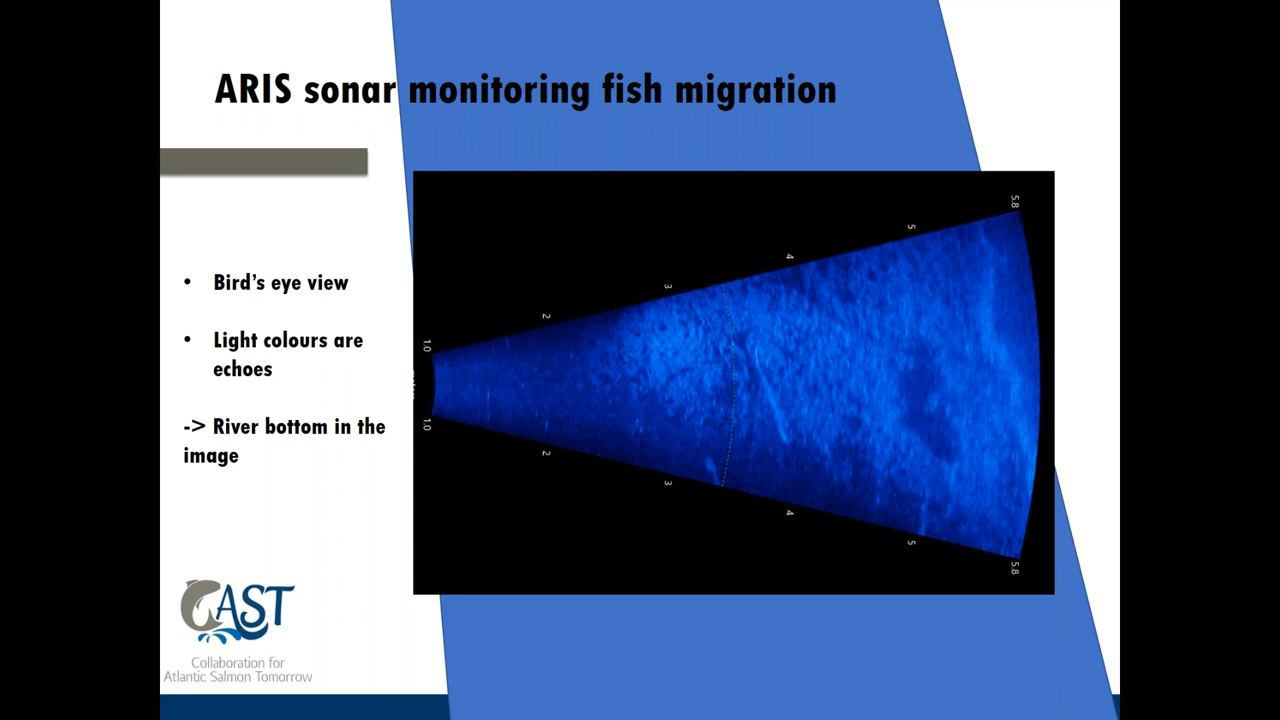 ARIS sonar monitoring fish migration
• Bird's eye view
• Light colours are
echoes
-> River bottom in the
image
5.8
5
4
3
2
1.0
1.0
2
3
4
5
5.8
CAST
Collaboration for
Atlantic Salmon Tomorrow